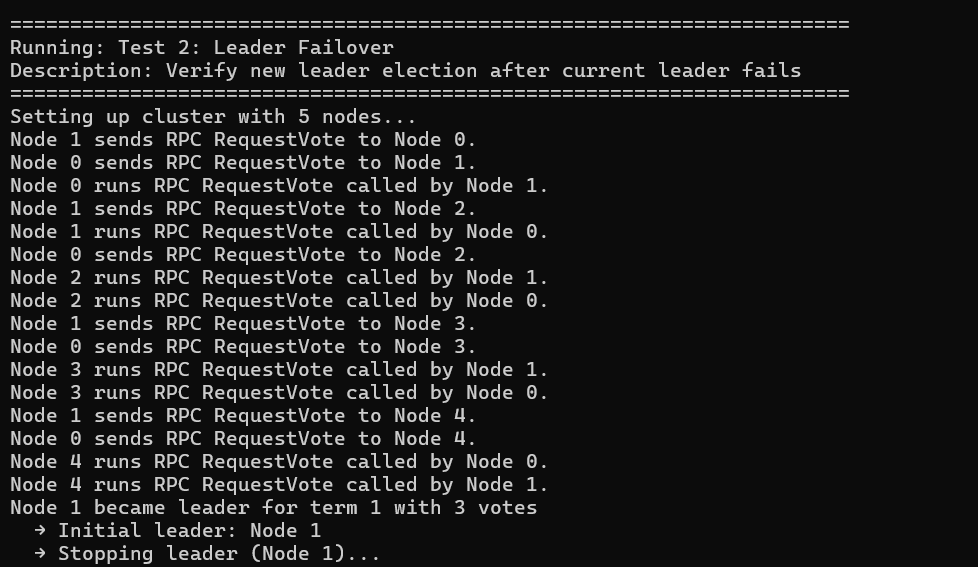 ======================================================================
Running: Test 2: Leader Failover
Description: Verify new leader election after current leader fails
======================================================================
Setting up cluster with 5 nodes...
Node 1 sends RPC RequestVote to Node 0.
Node 0 sends RPC RequestVote to Node 1.
Node 0 runs RPC RequestVote called by Node 1.
Node 1 sends RPC RequestVote to Node 2.
Node 1 runs RPC RequestVote called by Node 0.
Node 0 sends RPC RequestVote to Node 2.
Node 2 runs RPC RequestVote called by Node 1.
Node 2 runs RPC RequestVote called by Node 0.
Node 1 sends RPC RequestVote to Node 3.
Node 0 sends RPC RequestVote to Node 3.
Node 3 runs RPC RequestVote called by Node 1.
Node 3 runs RPC RequestVote called by Node 0.
Node 1 sends RPC RequestVote to Node 4.
Node 0 sends RPC RequestVote to Node 4.
Node 4 runs RPC RequestVote called by Node 0.
Node 4 runs RPC RequestVote called by Node 1.
Node 1 became leader for term 1 with 3 votes
  → Initial leader: Node 1
  → Stopping leader (Node 1)...